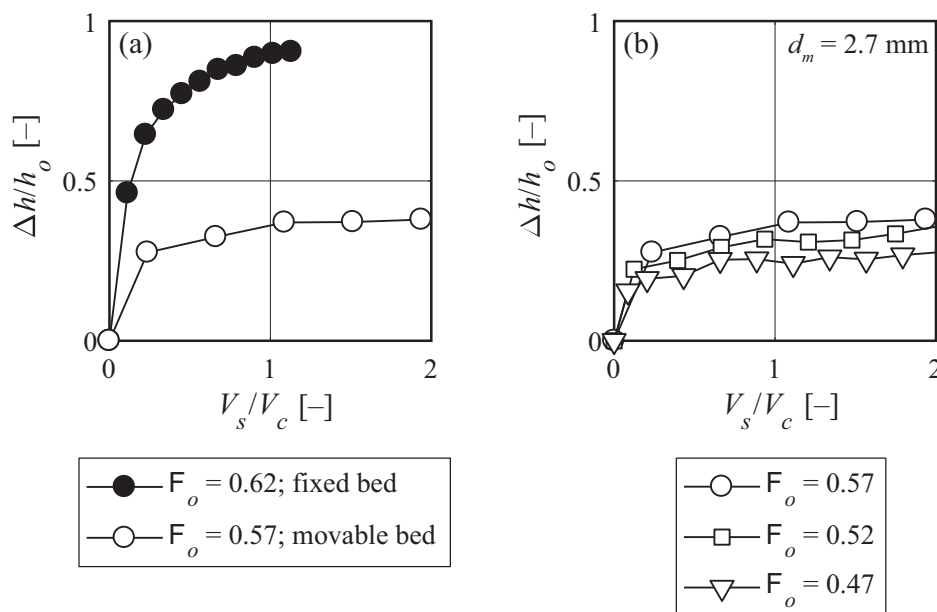 1
(a)
Δh/h_o [–]
0.5
0
0
1
2
V_s/V_c [–]
F_o = 0.62; fixed bed
F_o = 0.57; movable bed
1
(b)
d_m = 2.7 mm
Δh/h_o [–]
0.5
0
0
1
2
V_s/V_c [–]
F_o = 0.57
F_o = 0.52
F_o = 0.47